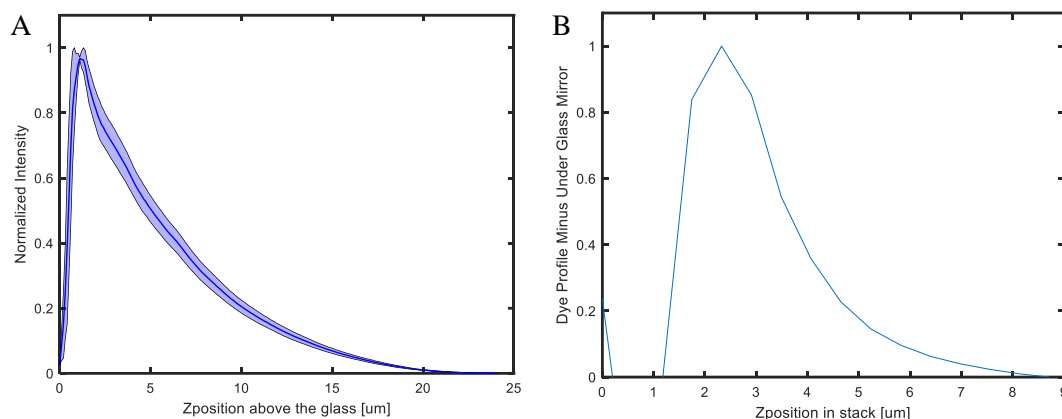 A
Normalized Intensity
1
0.8
0.6
0.4
0.2
0
0 5 10 15 20 25
Zposition above the glass [um]
B
Dye Profile Minus Under Glass Mirror
1
0.8
0.6
0.4
0.2
0
0 1 2 3 4 5 6 7 8 9
Zposition in stack [um]